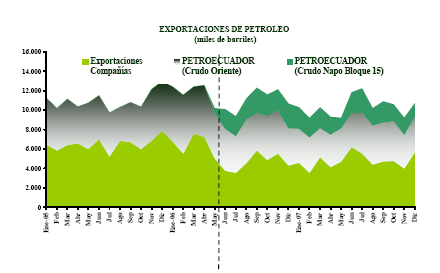 EXPORTACIONES DE PETROLEO
(miles de barriles)
Exportaciones
Compañías
PETROECUADOR
(Crudo Oriente)
PETROECUADOR
(Crudo Napo Bloque 15)
16.000
14.000
12.000
10.000
8.000
6.000
4.000
2.000
0.000
Ene-05
Feb
Mar
Abr
May
Jun
Jul
Ago
Sep
Oct
Nov
Dic
Ene-06
Feb
Mar
Abr
May
Jun
Jul
Ago
Sep
Oct
Nov
Dic
Ene-07
Feb
Mar
Abr
May
Jun
Jul
Ago
Sep
Oct
Nov
Dic